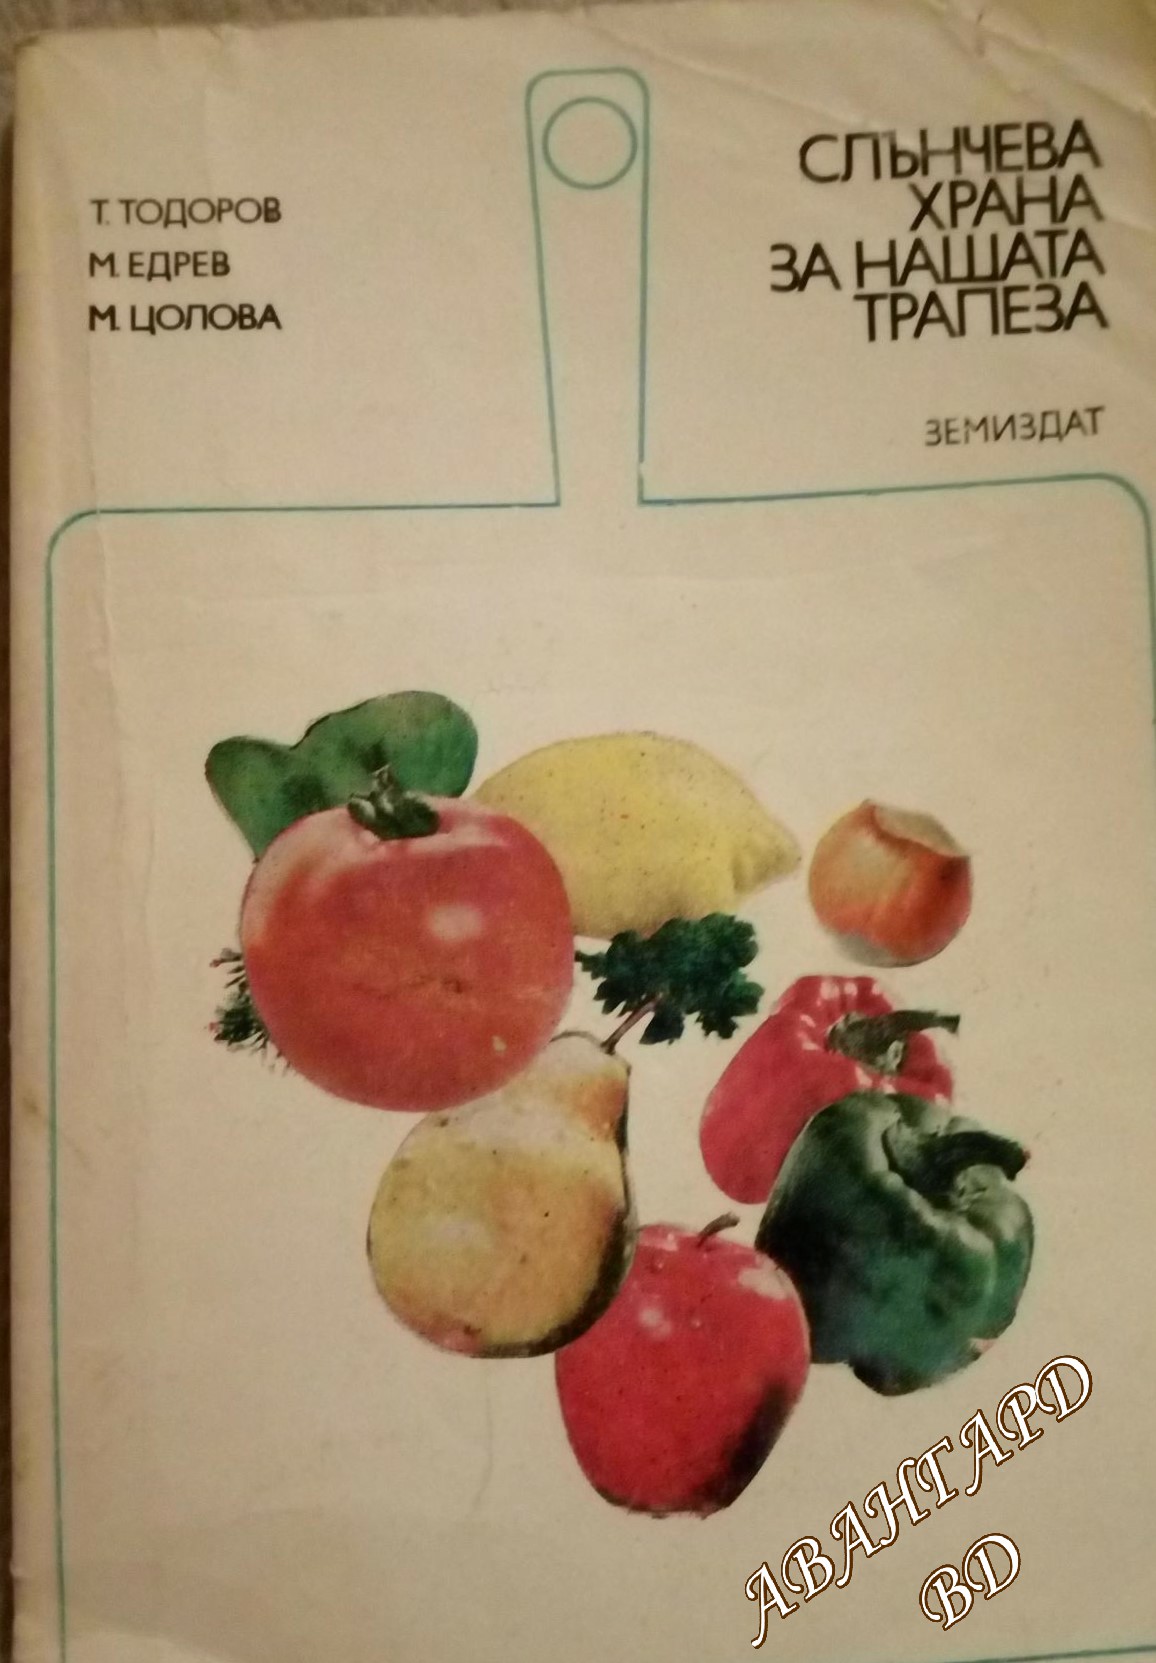 Т. ТОДОРОВ
М. ЕДРЕВ
М. ЦОЛОВА
СЛЪНЧЕВА
ХРАНА
ЗА НАШАТА
ТРАПЕЗА
ЗЕМИЗДАТ
АВАНГАРД
ВD